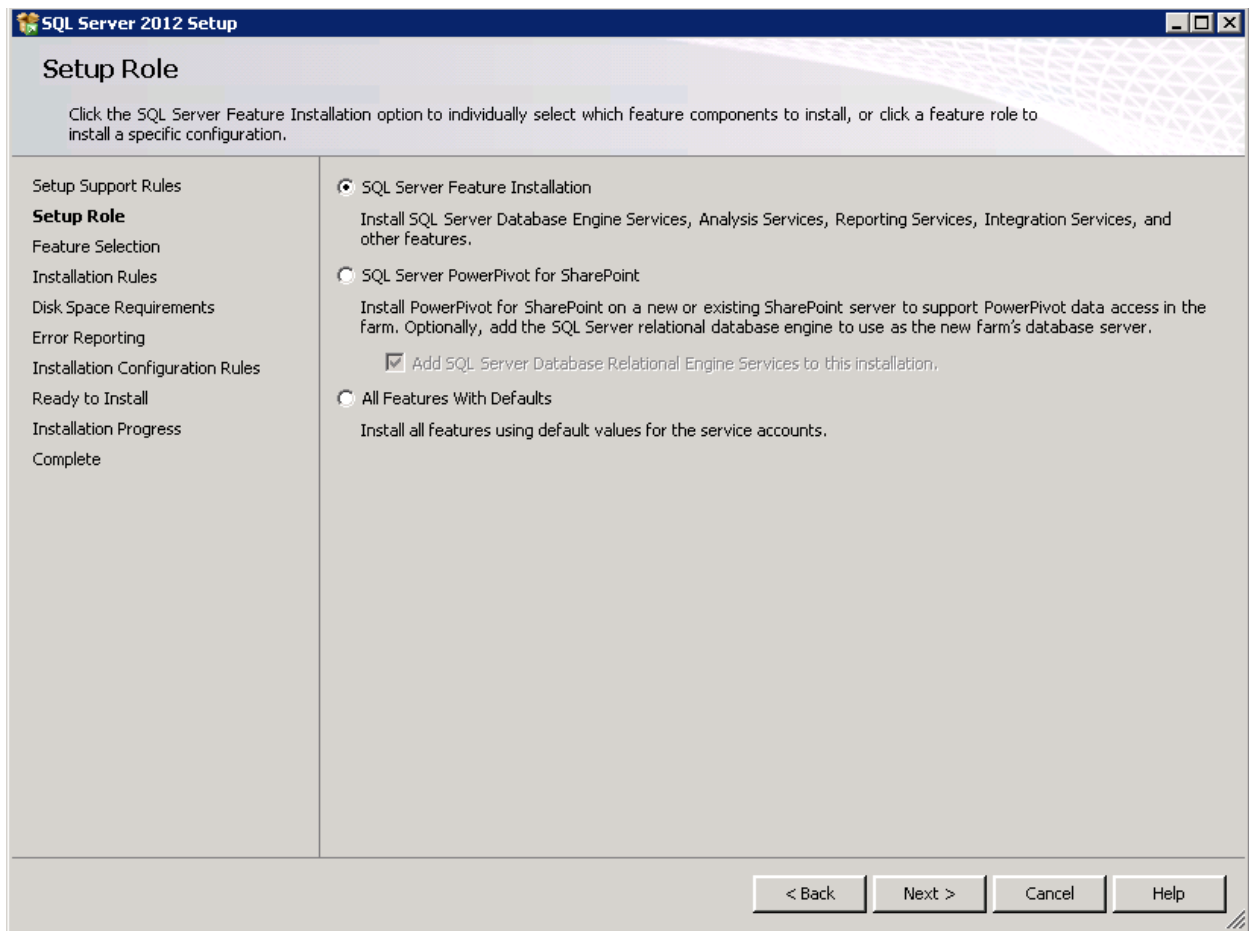 SQL Server 2012 Setup
Setup Role
Click the SQL Server Feature Installation option to individually select which feature components to install, or click a feature role to
install a specific configuration.
Setup Support Rules
Setup Role
Feature Selection
Installation Rules
Disk Space Requirements
Error Reporting
Installation Configuration Rules
Ready to Install
Installation Progress
Complete
SQL Server Feature Installation
Install SQL Server Database Engine Services, Analysis Services, Reporting Services, Integration Services, and
other features.
SQL Server PowerPivot for SharePoint
Install PowerPivot for SharePoint on a new or existing SharePoint server to support PowerPivot data access in the
farm. Optionally, add the SQL Server relational database engine to use as the new farm's database server.
Add SQL Server Database Relational Engine Services to this installation.
All Features With Defaults
Install all features using default values for the service accounts.
< Back
Next >
Cancel
Help